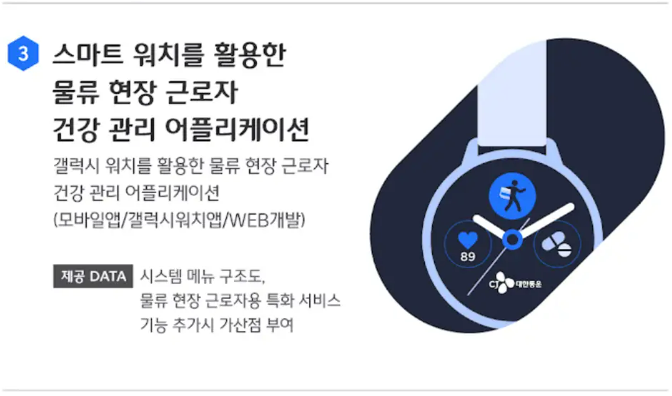 3
스마트 워치를 활용한
물류 현장 근로자
건강 관리 어플리케이션
갤럭시 워치를 활용한 물류 현장 근로자
건강 관리 어플리케이션
(모바일앱/갤럭시워치앱/WEB개발)
제공 DATA 시스템 메뉴 구조도,
물류 현장 근로자용 특화 서비스
기능 추가시 가산점 부여
89
CJ 대한통운